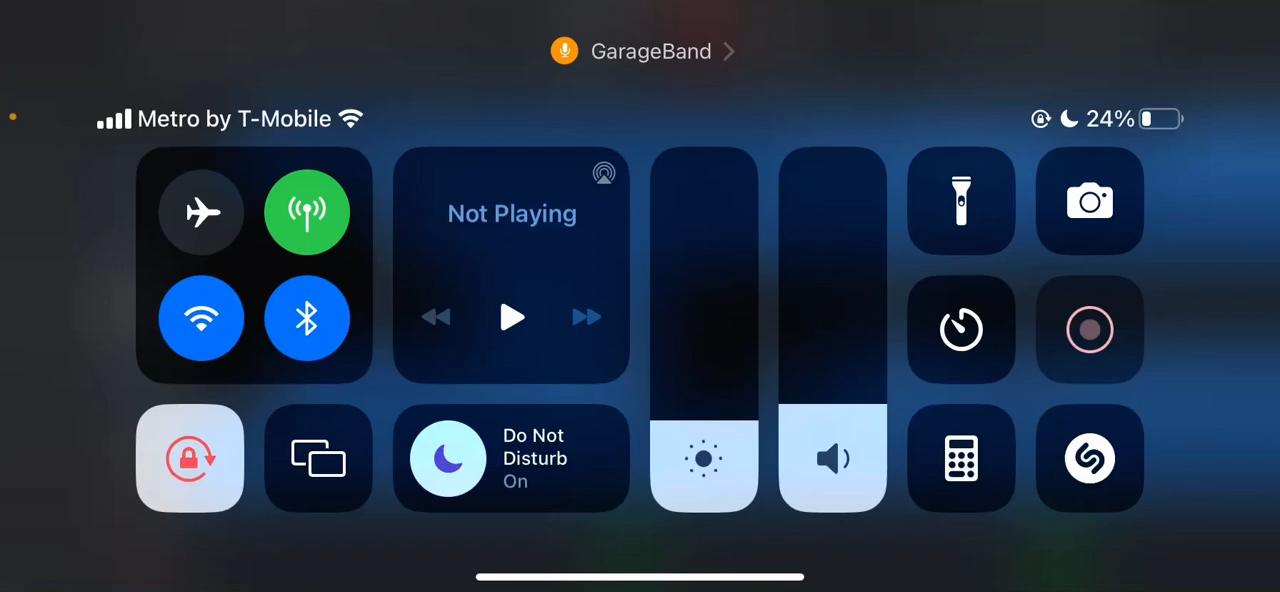 GarageBand
Metro by T-Mobile
24%
Not Playing
Do Not
Disturb
On